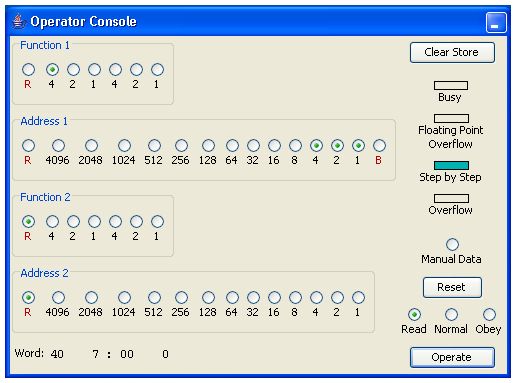 Operator Console
Function 1
R 4 2 1 4 2 1
Address 1
R 4096 2048 1024 512 256 128 64 32 16 8 4 2 1 B
Function 2
R 4 2 1 4 2 1
Address 2
R 4096 2048 1024 512 256 128 64 32 16 8 4 2 1
Word: 40 7 : 00 0
Clear Store
Busy
Floating Point
Overflow
Step by Step
Overflow
Manual Data
Reset
Read Normal Obey
Operate